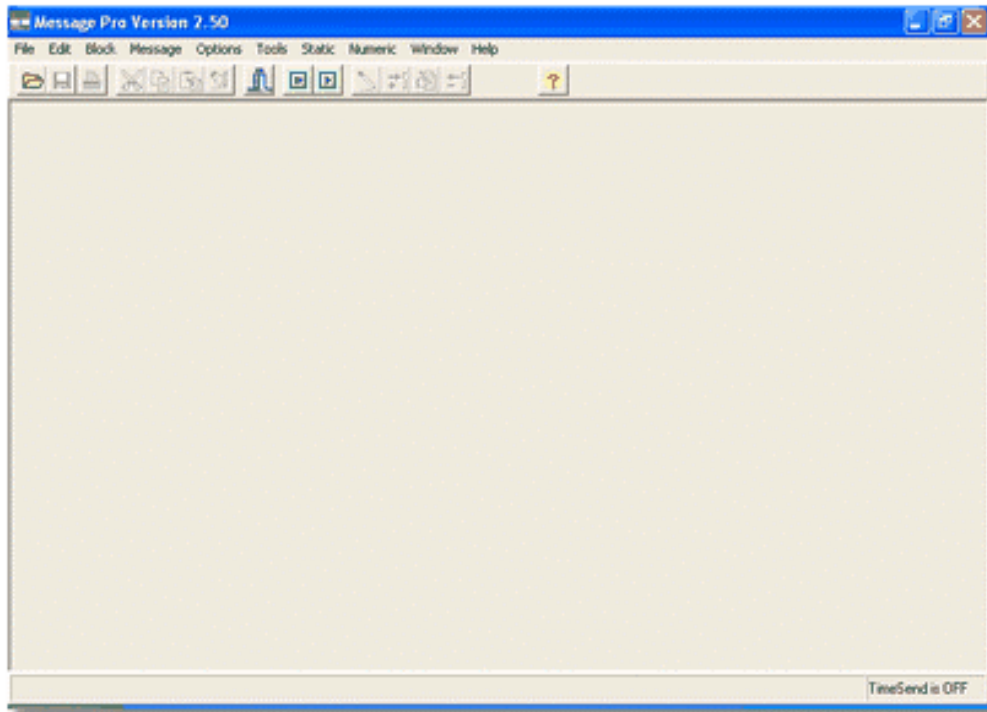 Message Pro Version 2.50
File Edit Block Message Options Tools Static Numeric Window Help
TimeSend is OFF